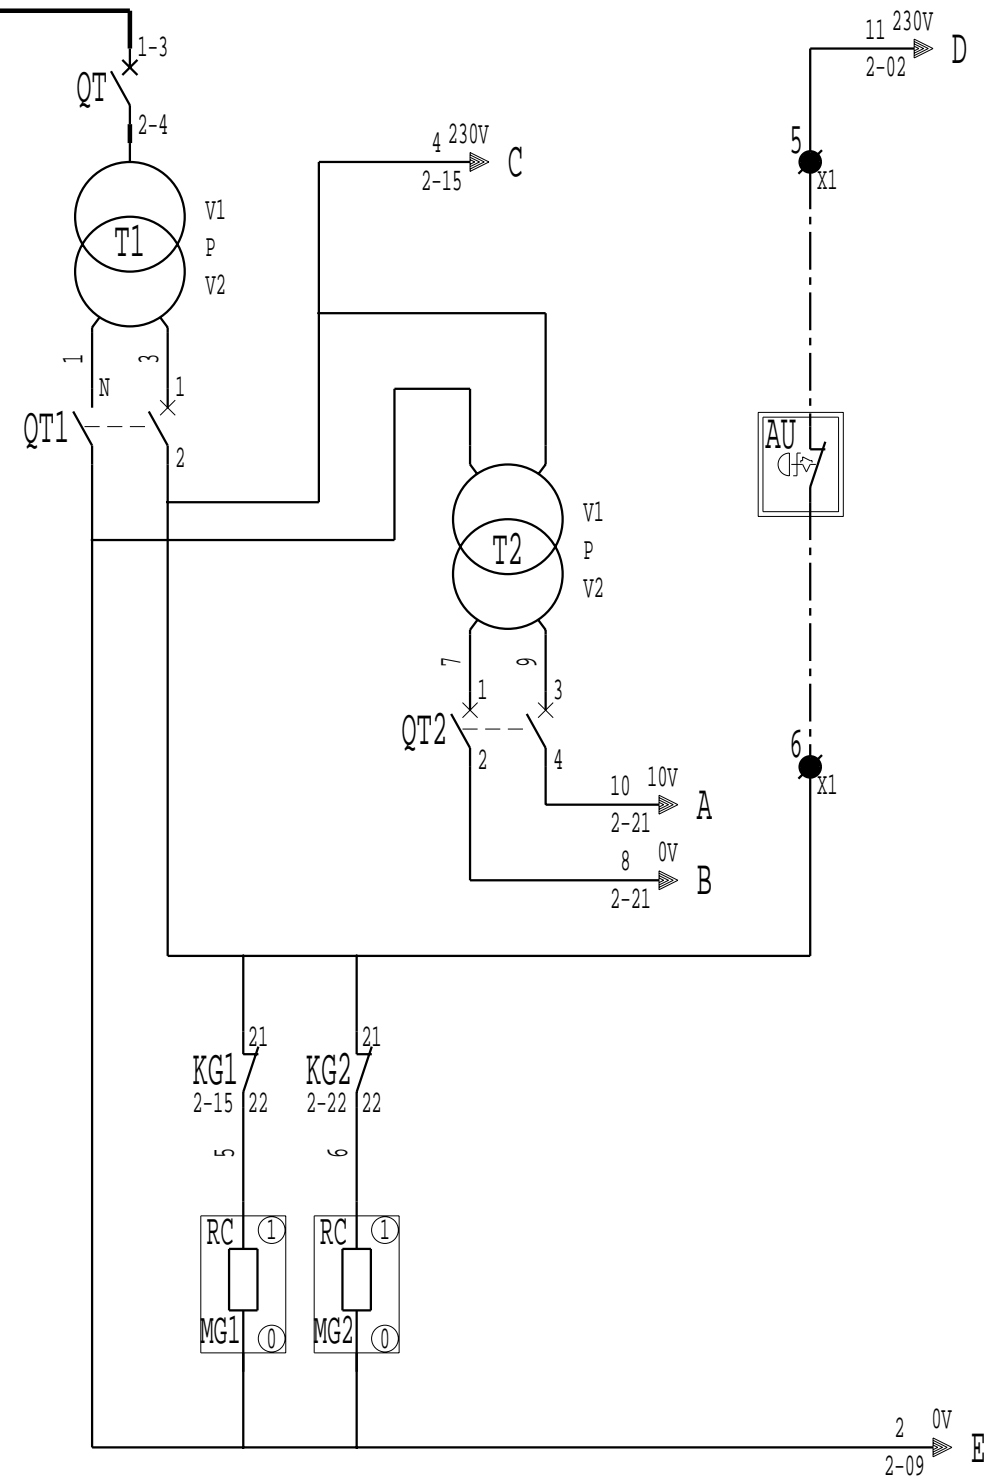 11 230V
D
2-02
1-3
QT
2-4
4 230V
C
2-15
5
X1
V1
T1
P
V2
1
3
N
1
QT1
2
AU
V1
T2
P
V2
7
9
1
3
QT2
2
4
6
X1
10 10V
A
2-21
8 0V
B
2-21
21
21
KG1
KG2
2-15 22
2-22 22
5
6
RC 1
RC 1
MG1 0
MG2 0
2 0V
E
2-09